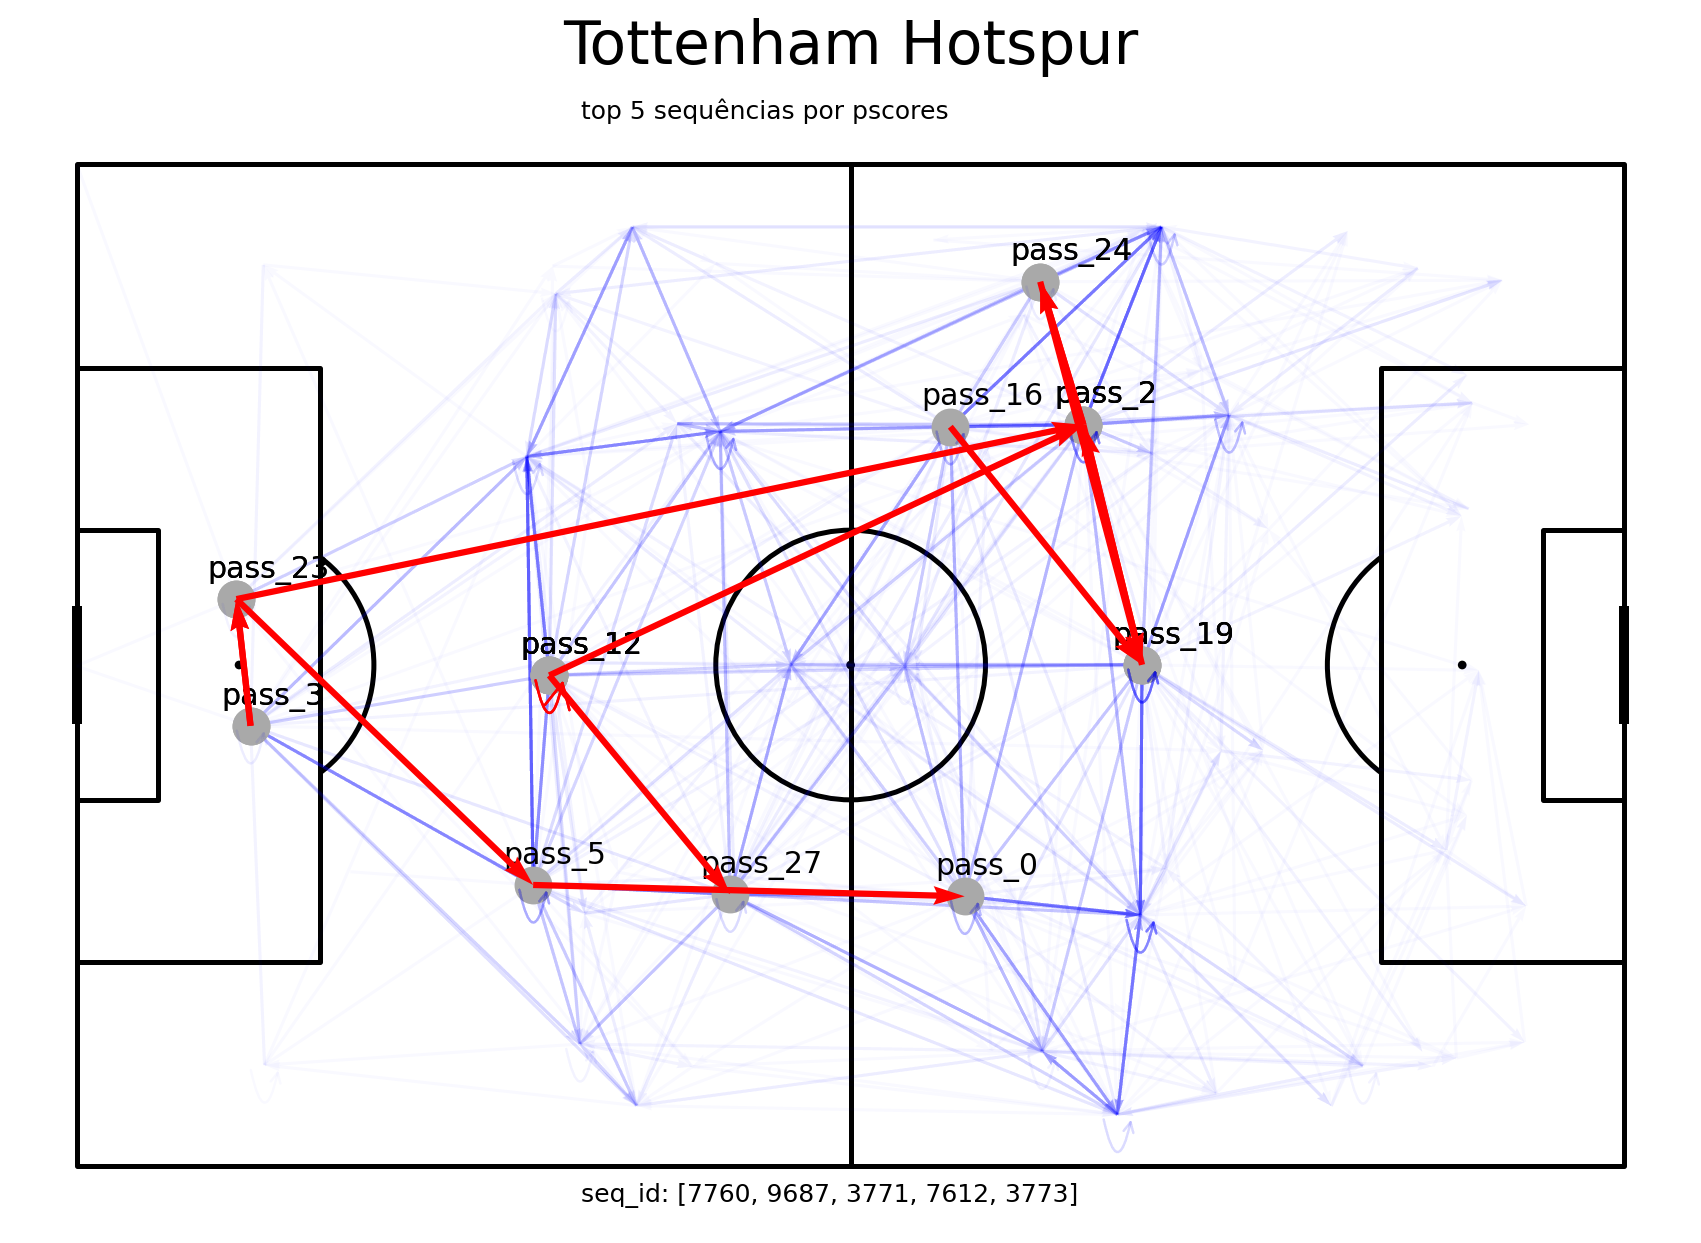 Tottenham Hotspur
top 5 sequências por pscores
pass_24
pass_16
pass_2
pass_23
pass_12
pass_19
pass_3
pass_5
pass_27
pass_0
seq_id: [7760, 9687, 3771, 7612, 3773]